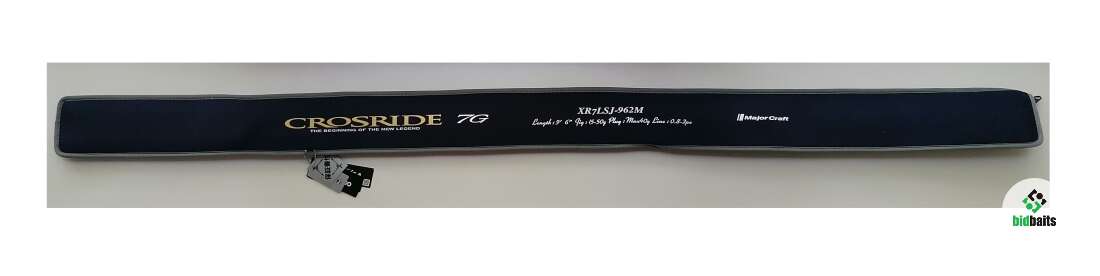 CROSRIDE 7G
THE BEGINNING OF THE NEW LEGEND
XR7LSJ-962M
Length : 9' 6" Jig : 15-50g Plug : Max40g Line : 0.8-2pe
Major Craft
bidbaits